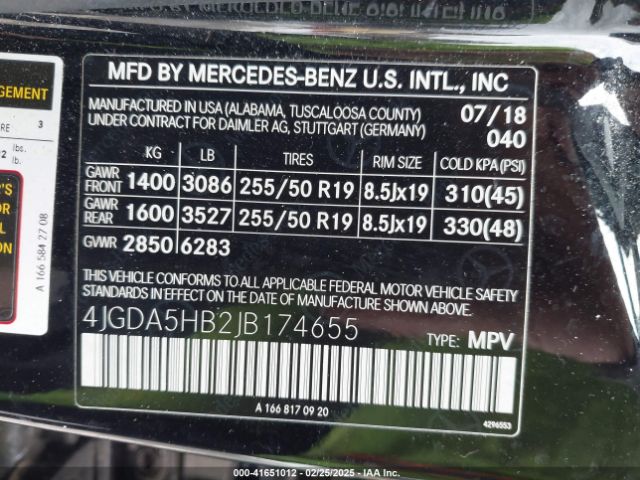 MFD BY MERCEDES-BENZ U.S. INTL., INC
MANUFACTURED IN USA (ALABAMA, TUSCALOOSA COUNTY) 07/18
UNDER CONTRACT FOR DAIMLER AG, STUTTGART (GERMANY) 040
KG LB TIRES RIM SIZE COLD KPA(PSI)
GAWR FRONT 1400 3086 255/50 R19 8.5Jx19 310(45)
GAWR REAR 1600 3527 255/50 R19 8.5Jx19 330(48)
GWR 2850 6283
THIS VEHICLE CONFORMS TO ALL APPLICABLE FEDERAL MOTOR VEHICLE SAFETY
STANDARDS IN EFFECT ON THE DATE OF MANUFACTURE SHOWN ABOVE.
4JGDA5HB2JB174655 TYPE: MPV
A 166 817 09 20
4296553
GEMENT
3
lb.
lb.
A 166 584 27 08
000-41651012 - 02/25/2025 - IAA Inc.